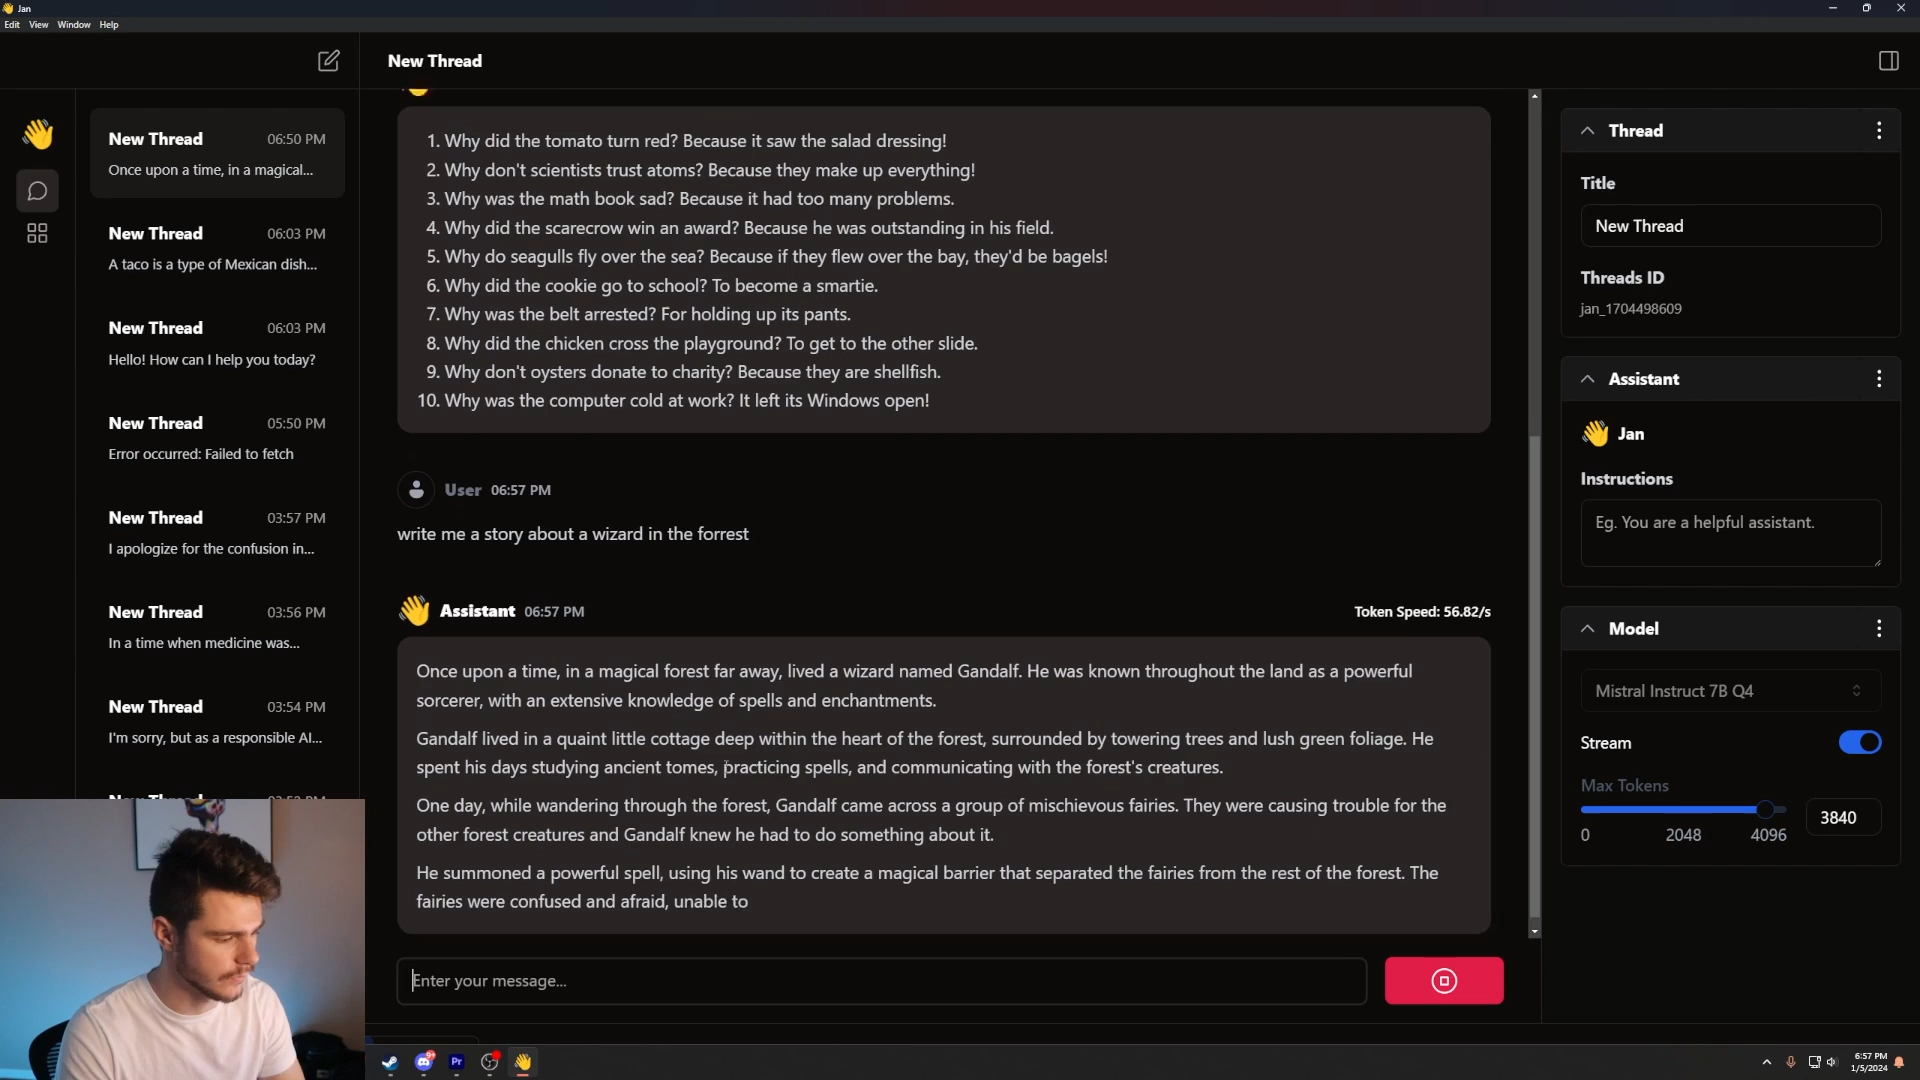 Jan
Edit View Window Help
New Thread
New Thread 06:50 PM
Once upon a time, in a magical...
New Thread 06:03 PM
A taco is a type of Mexican dish...
New Thread 06:03 PM
Hello! How can I help you today?
New Thread 05:50 PM
Error occurred: Failed to fetch
New Thread 03:57 PM
I apologize for the confusion in...
New Thread 03:56 PM
In a time when medicine was...
New Thread 03:54 PM
I'm sorry, but as a responsible AI...
1. Why did the tomato turn red? Because it saw the salad dressing!
2. Why don't scientists trust atoms? Because they make up everything!
3. Why was the math book sad? Because it had too many problems.
4. Why did the scarecrow win an award? Because he was outstanding in his field.
5. Why do seagulls fly over the sea? Because if they flew over the bay, they'd be bagels!
6. Why did the cookie go to school? To become a smartie.
7. Why was the belt arrested? For holding up its pants.
8. Why did the chicken cross the playground? To get to the other slide.
9. Why don't oysters donate to charity? Because they are shellfish.
10. Why was the computer cold at work? It left its Windows open!
User 06:57 PM
write me a story about a wizard in the forrest
Assistant 06:57 PM Token Speed: 56.82/s
Once upon a time, in a magical forest far away, lived a wizard named Gandalf. He was known throughout the land as a powerful
sorcerer, with an extensive knowledge of spells and enchantments.
Gandalf lived in a quaint little cottage deep within the heart of the forest, surrounded by towering trees and lush green foliage. He
spent his days studying ancient tomes, practicing spells, and communicating with the forest's creatures.
One day, while wandering through the forest, Gandalf came across a group of mischievous fairies. They were causing trouble for the
other forest creatures and Gandalf knew he had to do something about it.
He summoned a powerful spell, using his wand to create a magical barrier that separated the fairies from the rest of the forest. The
fairies were confused and afraid, unable to
Enter your message...
Thread
Title
New Thread
Threads ID
jan_1704498609
Assistant
Jan
Instructions
Eg. You are a helpful assistant.
Model
Mistral Instruct 7B Q4
Stream
Max Tokens
3840
0 2048 4096
Pr
6:57 PM
1/5/2024